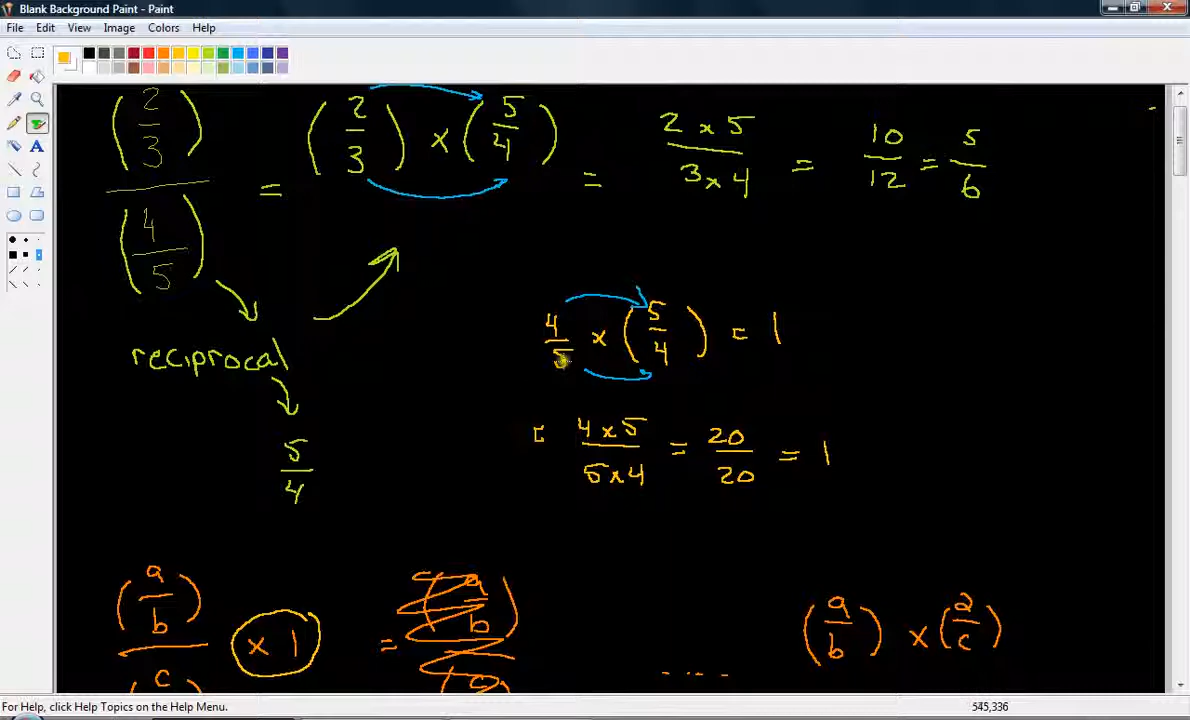 Blank Background Paint - Paint
File Edit View Image Colors Help
(2/3)/(4/5) = (2/3) x (5/4) = (2 x 5)/(3 x 4) = 10/12 = 5/6
4/5 x (5/4) = 1
reciprocal
(4 x 5)/(5 x 4) = 20/20 = 1
5/4
(a/b) x 1 = (a/b) .... (a/b) x (2/c)
(c
For Help, click Help Topics on the Help Menu.
545,336